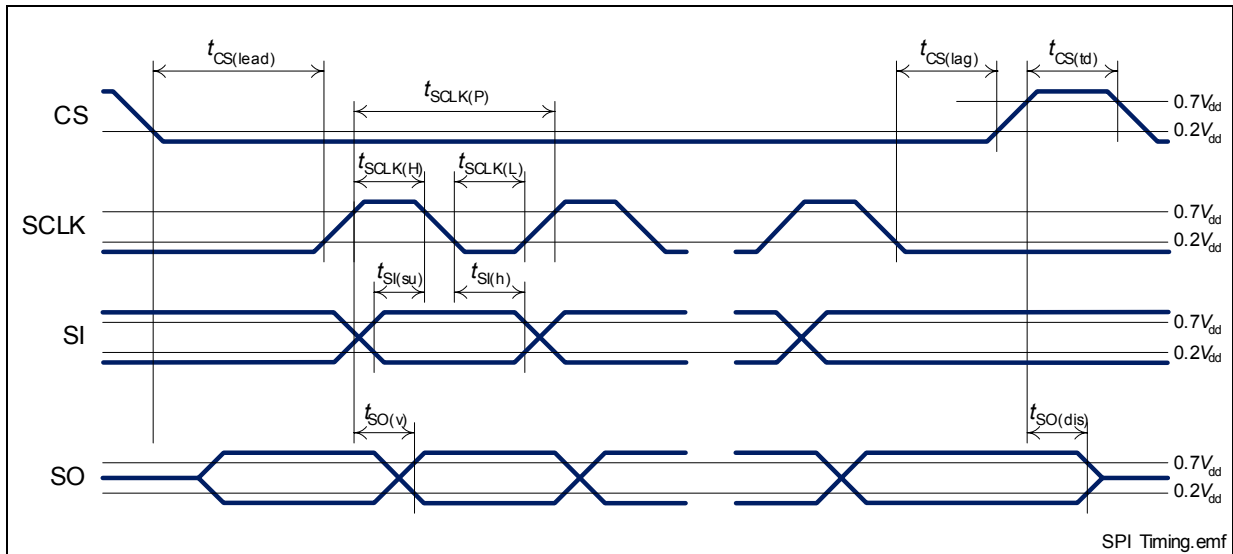 tCS(lead)
tCS(lag)
tCS(td)
tSCLK(P)
CS
0.7Vdd
0.2Vdd
tSCLK(H)
tSCLK(L)
SCLK
0.7Vdd
0.2Vdd
tSI(su)
tSI(h)
SI
0.7Vdd
0.2Vdd
tSO(v)
tSO(dis)
SO
0.7Vdd
0.2Vdd
SPI Timing.emf